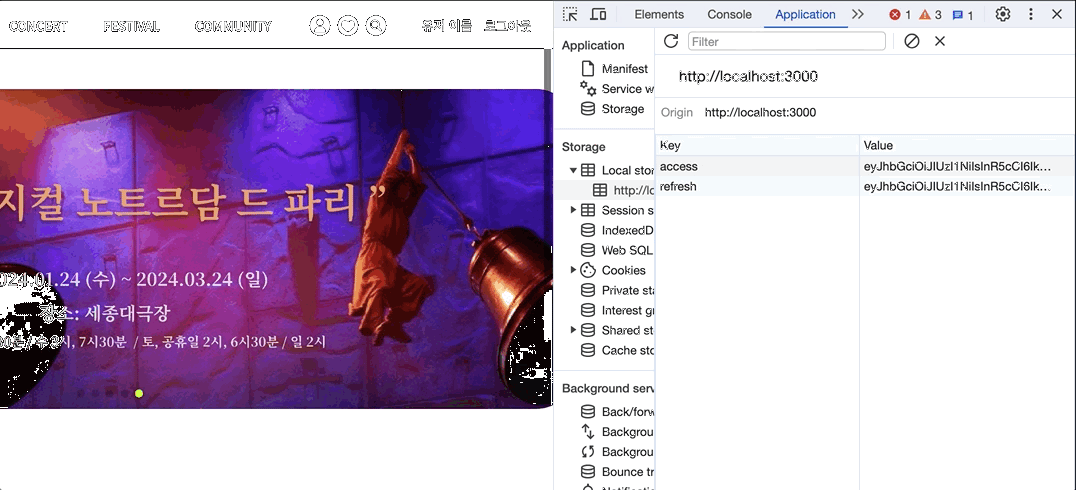 CONCERT FESTIVAL COMMUNITY 유저 이름 로그아웃
지컬 노트르담 드 파리 ”
2024.01.24 (수) ~ 2024.03.24 (일)
장소: 세종대극장
수 2시, 7시30분 / 토, 공휴일 2시, 6시30분 / 일 2시
Elements Console Application 1 3 1
Application
Manifest
Service w
Storage
Storage
Local stor
http://lo
Session s
IndexedD
Web SQL
Cookies
Private sta
Interest gr
Shared st
Cache sto
Background serv
Back/forw
Backgrou
Backgrou
Bounce tr
Filter
http://localhost:3000
Origin http://localhost:3000
Key Value
access eyJhbGciOiJIUzI1NiIsInR5cCI6Ik...
refresh eyJhbGciOiJIUzI1NiIsInR5cCI6Ik...